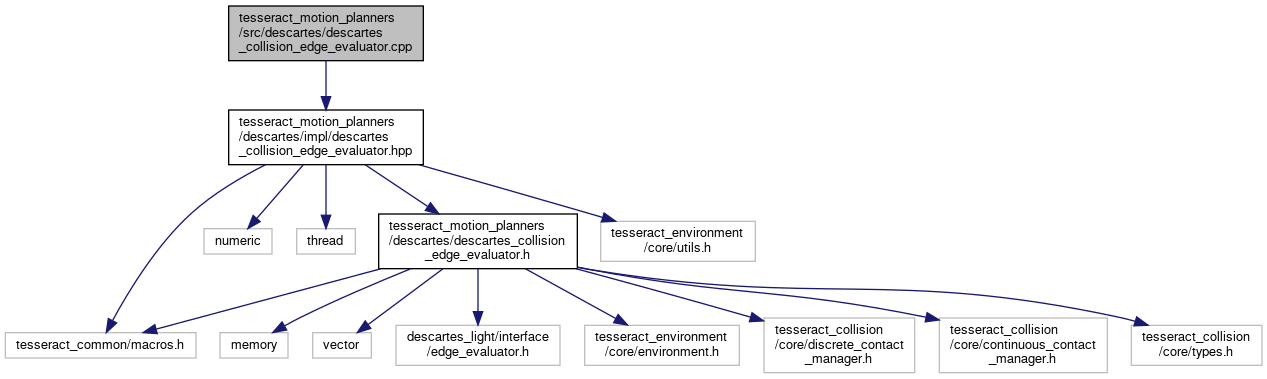 tesseract_motion_planners
/src/descartes/descartes
_collision_edge_evaluator.cpp
tesseract_motion_planners
/descartes/impl/descartes
_collision_edge_evaluator.hpp
numeric
thread
tesseract_motion_planners
/descartes/descartes_collision
_edge_evaluator.h
tesseract_environment
/core/utils.h
tesseract_common/macros.h
memory
vector
descartes_light/interface
/edge_evaluator.h
tesseract_environment
/core/environment.h
tesseract_collision
/core/discrete_contact
_manager.h
tesseract_collision
/core/continuous_contact
_manager.h
tesseract_collision
/core/types.h